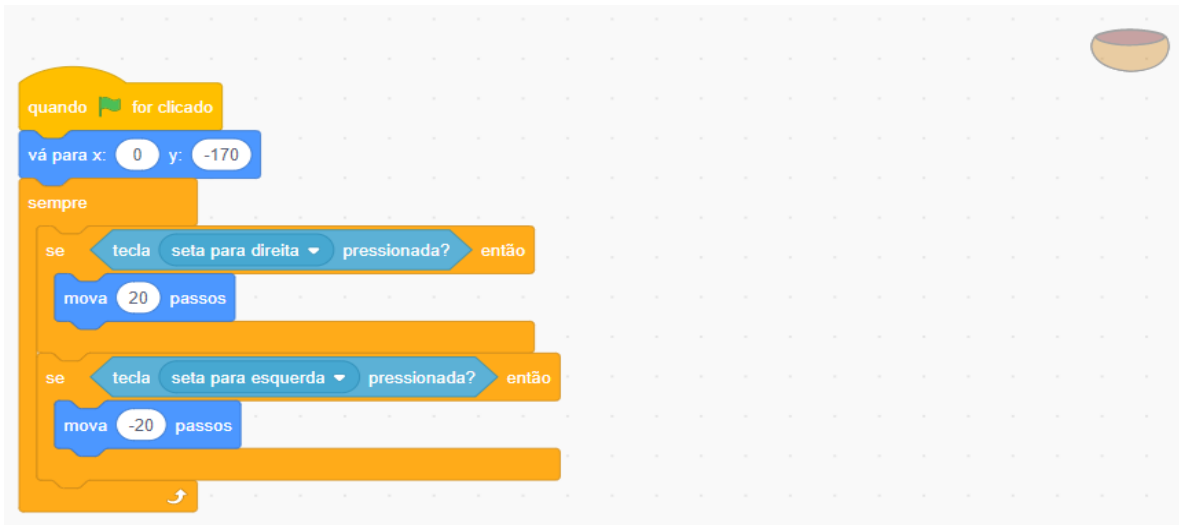 quando for clicado
vá para x: 0 y: -170
sempre
se tecla seta para direita pressionada? então
mova 20 passos
se tecla seta para esquerda pressionada? então
mova -20 passos